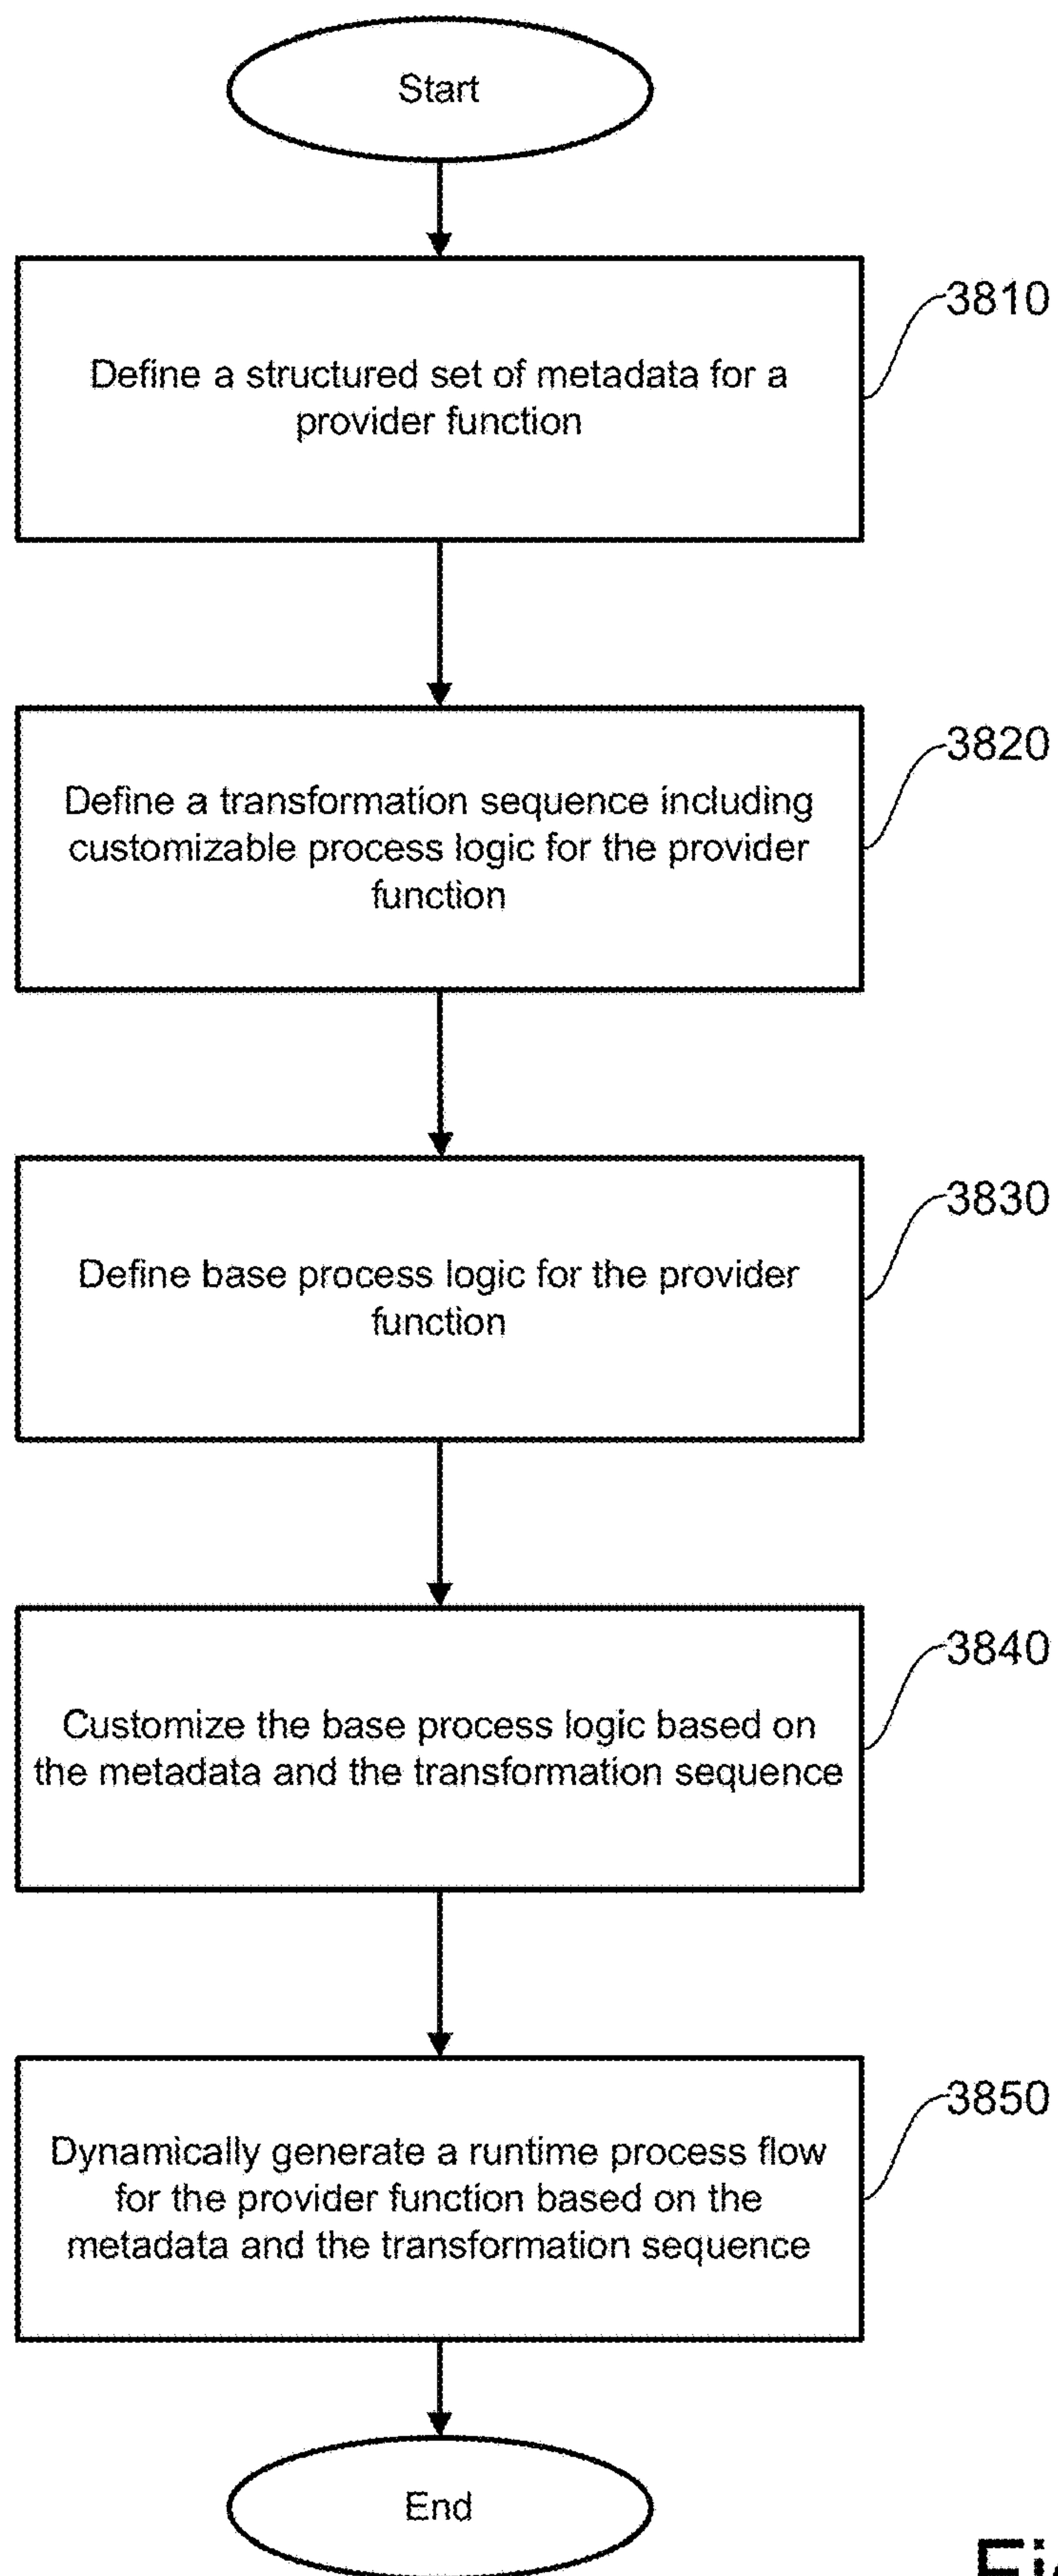 Start
3810
Define a structured set of metadata for a
provider function
3820
Define a transformation sequence including
customizable process logic for the provider
function
3830
Define base process logic for the provider
function
3840
Customize the base process logic based on
the metadata and the transformation sequence
3850
Dynamically generate a runtime process flow
for the provider function based on the
metadata and the transformation sequence
End